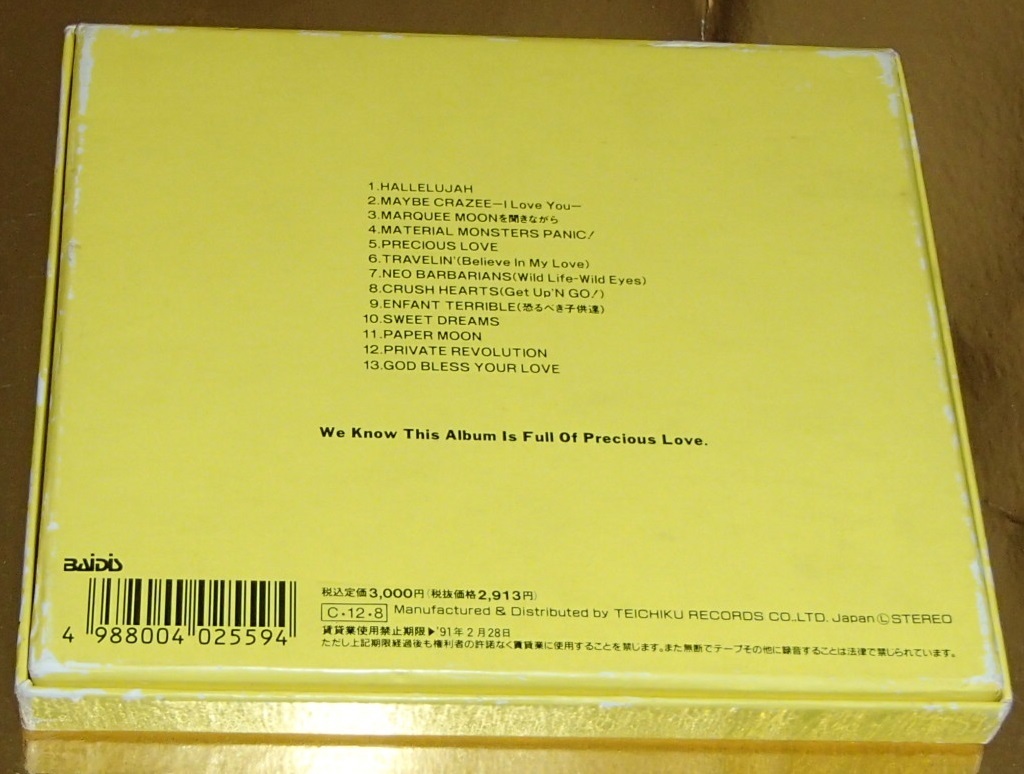 1.HALLELUJAH
2.MAYBE CRAZEE—I Love You—
3.MARQUEE MOONを聞きながら
4.MATERIAL MONSTERS PANIC!
5.PRECIOUS LOVE
6.TRAVELIN'(Believe In My Love)
7.NEO BARBARIANS(Wild Life-Wild Eyes)
8.CRUSH HEARTS(Get Up'N GO!)
9.ENFANT TERRIBLE(恐るべき子供達)
10.SWEET DREAMS
11.PAPER MOON
12.PRIVATE REVOLUTION
13.GOD BLESS YOUR LOVE
We Know This Album Is Full Of Precious Love.
BAIDIS
4 988004 025594
税込定価3,000円(税抜価格2,913円)
C・12・8 Manufactured & Distributed by TEICHIKU RECORDS CO.,LTD. Japan Ⓛ STEREO
賃貸業使用禁止期限▶'91年2月28日
ただし上記期限経過後も権利者の許諾なく賃貸業に使用することを禁じます。また無断でテープその他に録音することは法律で禁じられています。